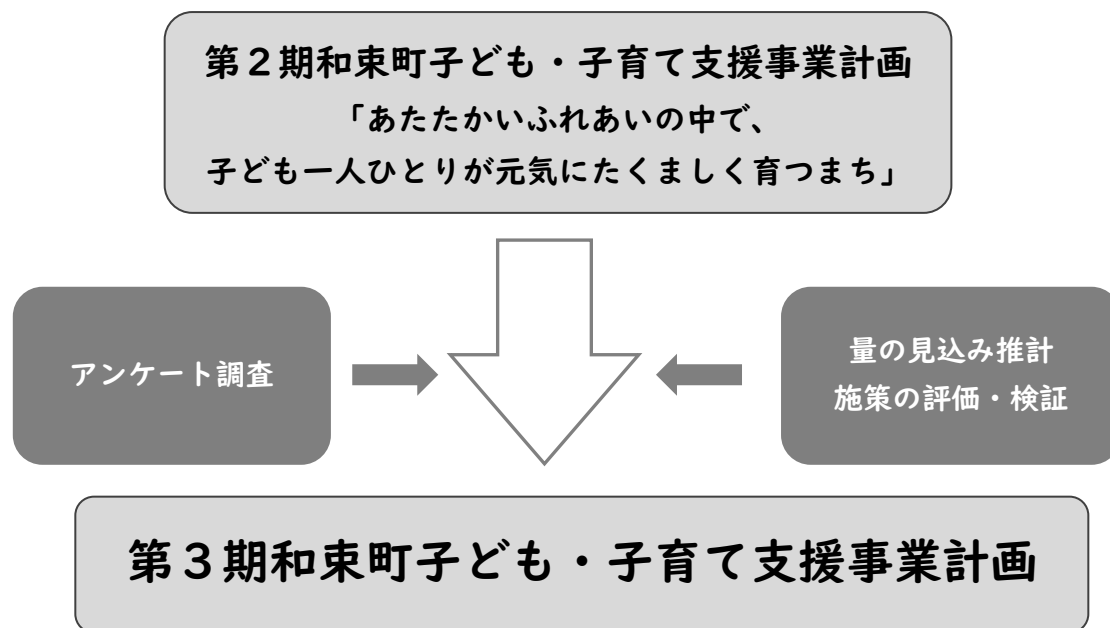 第２期和束町子ども・子育て支援事業計画
「あたたかいふれあいの中で、
子ども一人ひとりが元気にたくましく育つまち」
アンケート調査
量の見込み推計
施策の評価・検証
第３期和束町子ども・子育て支援事業計画